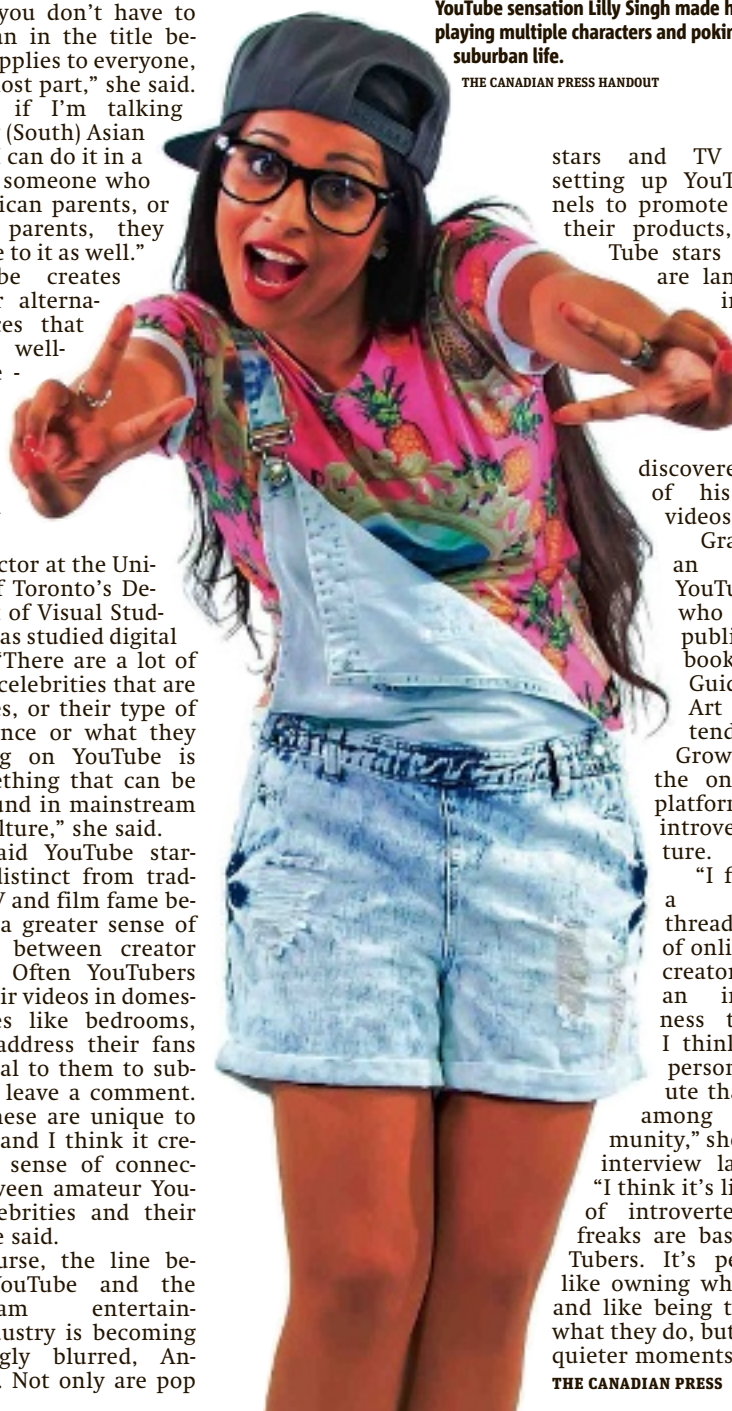 YouTube sensation Lilly Singh made h
playing multiple characters and pokin
suburban life.
THE CANADIAN PRESS HANDOUT
you don't have to
an in the title be-
pplies to everyone,
ost part,” she said.
if I'm talking
(South) Asian
can do it in a
someone who
ican parents, or
parents, they
e to it as well.”
be creates
r alterna-
ces that
well-
e -
ctor at the Uni-
f Toronto's De-
t of Visual Stud-
as studied digital
“There are a lot of
celebrities that are
es, or their type of
nce or what they
g on YouTube is
ething that can be
und in mainstream
lture,” she said.
aid YouTube star-
distinct from trad-
V and film fame be-
a greater sense of
between creator
Often YouTubers
ir videos in domes-
es like bedrooms,
address their fans
al to them to sub-
leave a comment.
hese are unique to
and I think it cre-
sense of connec-
veen amateur You-
ebrities and their
e said.
urse, the line be-
YouTube and the
am entertain-
dustry is becoming
gly blurred, An-
. Not only are pop
stars and TV
setting up YouT
nels to promote
their products,
Tube stars
are lan
in
discovere
of his
videos
Gra
an
YouTu
who
publi
book
Guid
Art
tend
Grow
the on
platform
introve
ture.
“I f
a
thread
of onli
creator
an in
ness t
I think
person
ute tha
among
munity,” she
interview la
“I think it's li
of introverte
freaks are bas
Tubers. It's pe
like owning wh
and like being t
what they do, but
quieter moments
THE CANADIAN PRESS